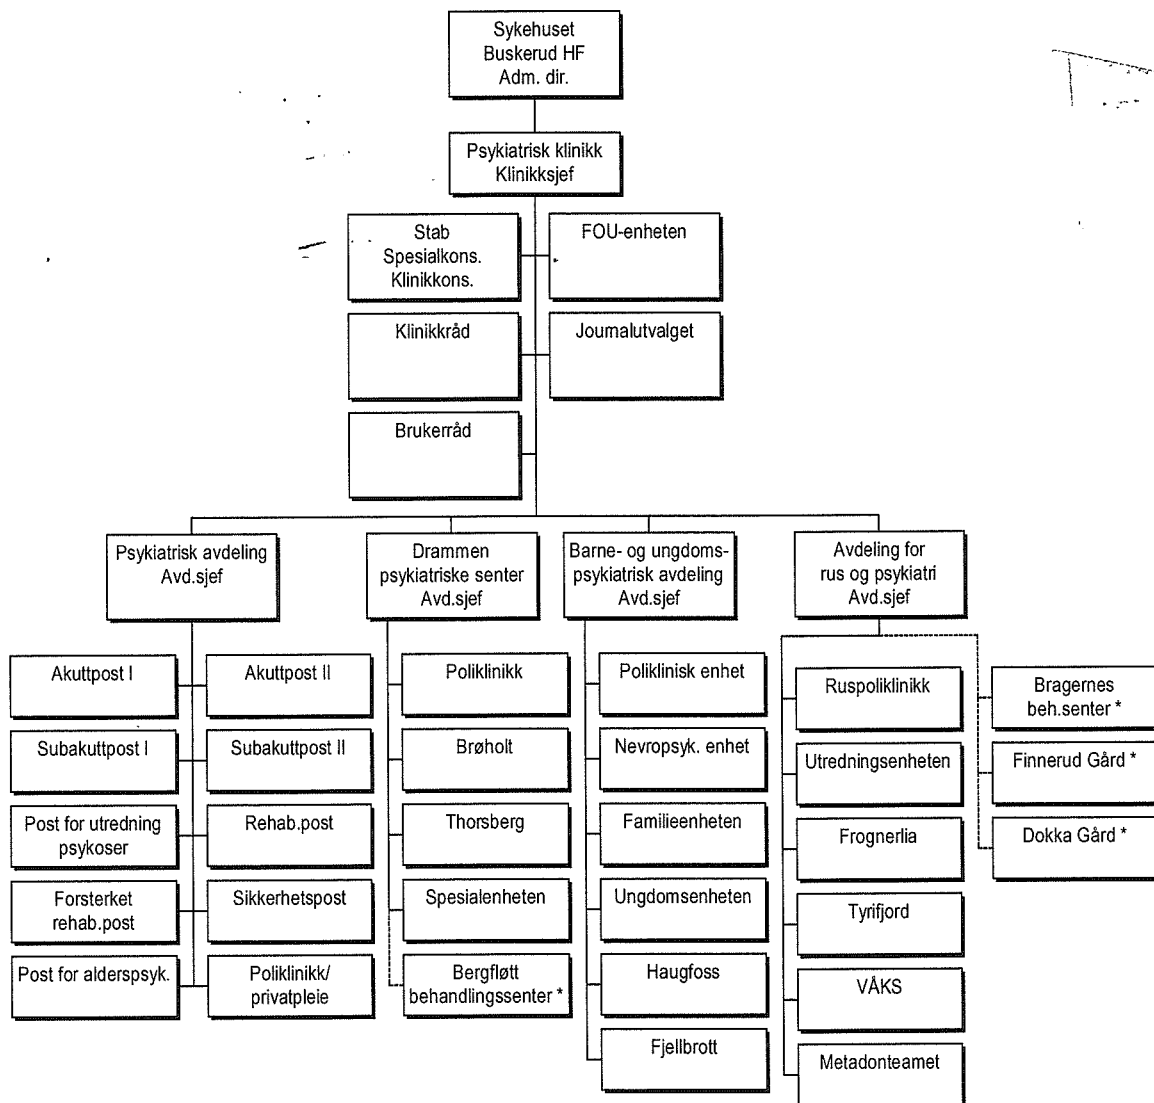 Sykehuset
Buskerud HF
Adm. dir.
Psykiatrisk klinikk
Klinikksjef
Stab
Spesialkons.
Klinikkons.
FOU-enheten
Klinikkråd
Journalutvalget
Brukerråd
Psykiatrisk avdeling
Avd.sjef
Drammen
psykiatriske senter
Avd.sjef
Barne- og ungdoms-
psykiatrisk avdeling
Avd.sjef
Avdeling for
rus og psykiatri
Avd.sjef
Akuttpost I
Akuttpost II
Subakuttpost I
Subakuttpost II
Post for utredning
psykoser
Rehab.post
Forsterket
rehab.post
Sikkerhetspost
Post for alderspsyk.
Poliklinikk/
privatpleie
Poliklinikk
Brøholt
Thorsberg
Spesialenheten
Bergfløtt
behandlingssenter *
Poliklinisk enhet
Nevropsyk. enhet
Familieenheten
Ungdomsenheten
Haugfoss
Fjellbrott
Ruspoliklinikk
Utredningsenheten
Frognerlia
Tyrifjord
VÅKS
Metadonteamet
Bragernes
beh.senter *
Finnerud Gård *
Dokka Gård *